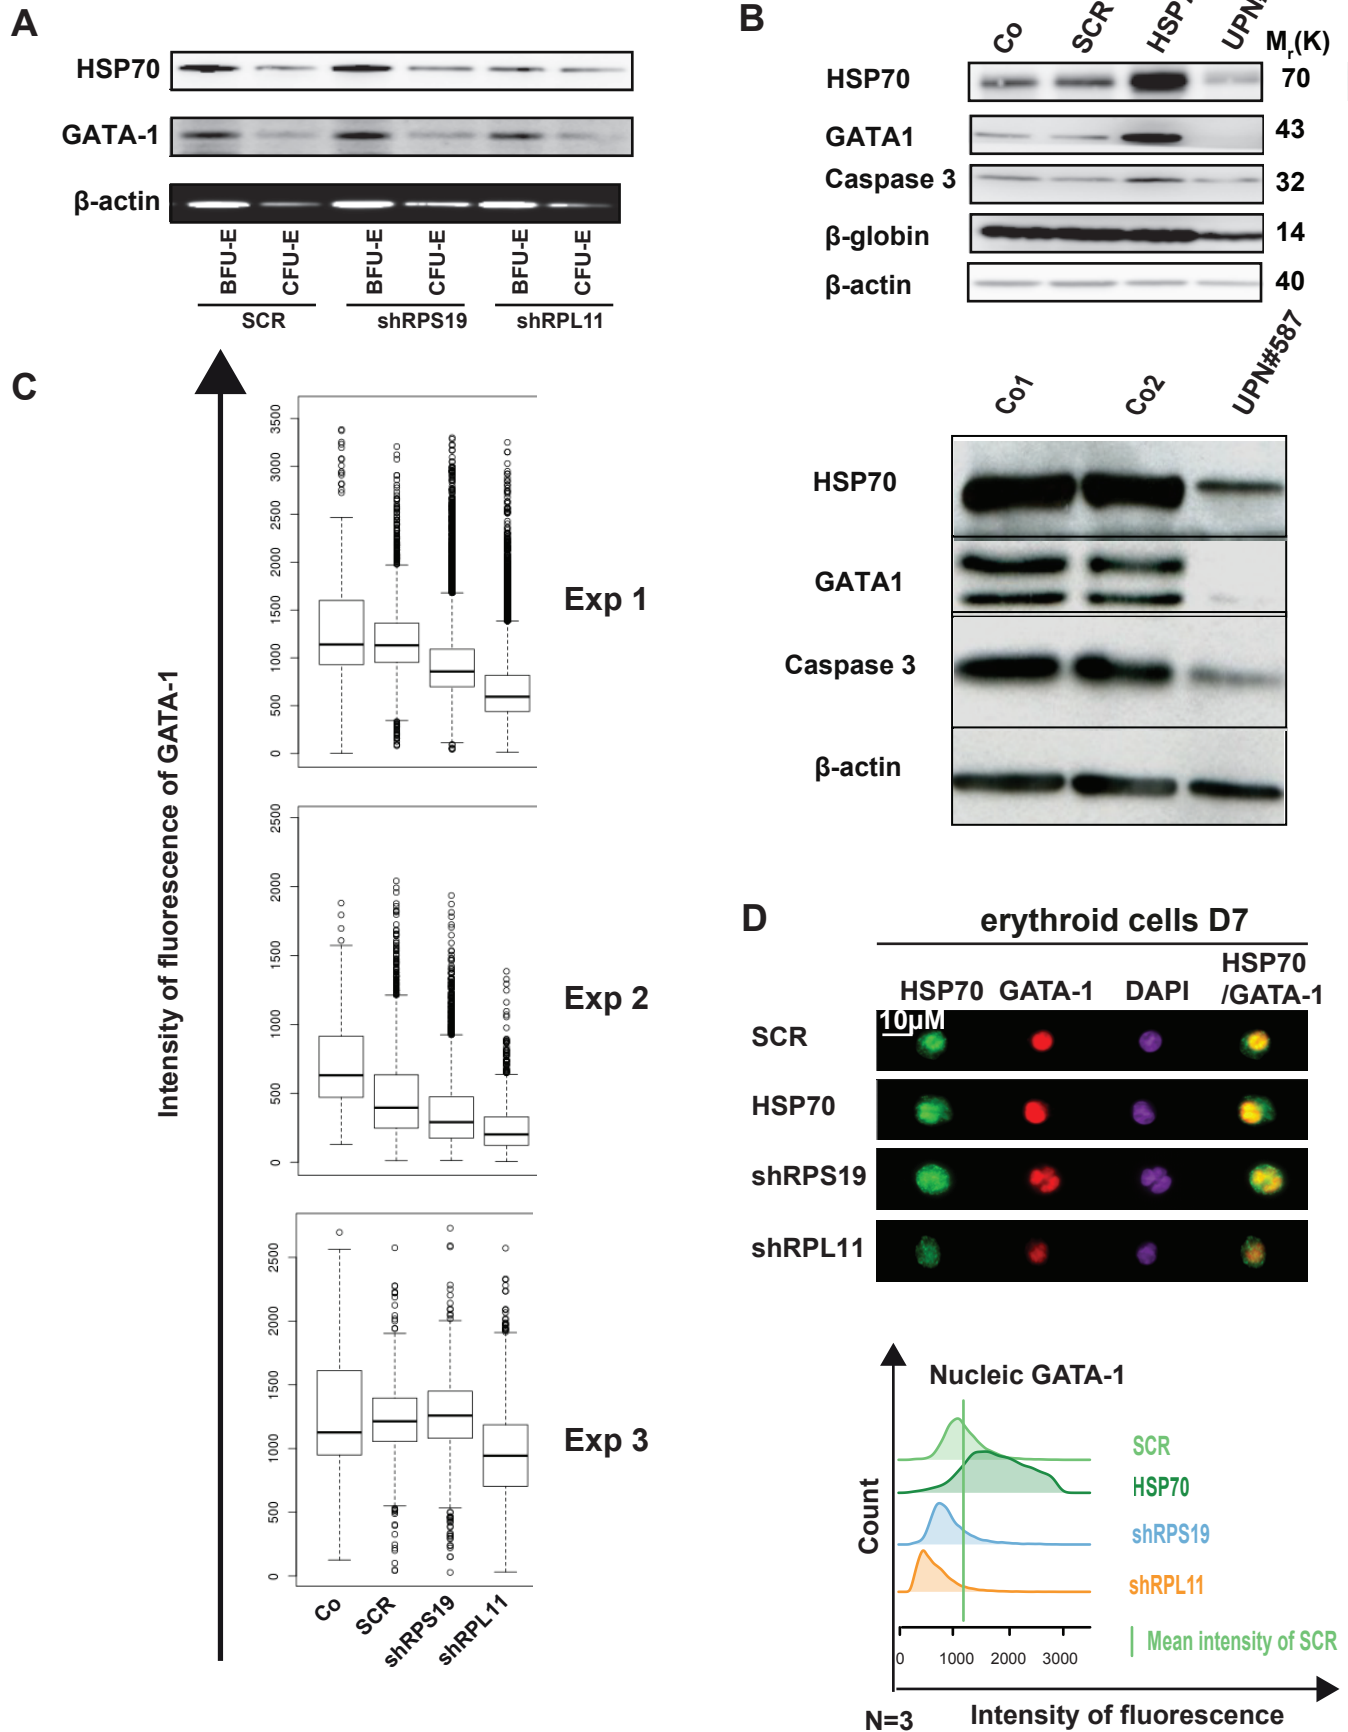 A
HSP70
GATA-1
β-actin
BFU-E
CFU-E
BFU-E
CFU-E
BFU-E
CFU-E
SCR
shRPS19
shRPL11
B
Co
SCR
Mr(K)
HSP70
70
GATA1
43
Caspase 3
32
β-globin
14
β-actin
40
Co1
Co2
UPN#587
HSP70
GATA1
Caspase 3
β-actin
C
Intensity of fluorescence of GATA-1
3500
3000
2500
2000
1500
1000
500
0
Exp 1
2500
2000
1500
1000
500
0
Exp 2
2500
2000
1500
1000
500
0
Exp 3
Co
SCR
shRPS19
shRPL11
D
erythroid cells D7
HSP70
GATA-1
DAPI
HSP70
/GATA-1
10μM
SCR
HSP70
shRPS19
shRPL11
Nucleic GATA-1
Count
SCR
HSP70
shRPS19
shRPL11
Mean intensity of SCR
0
1000
2000
3000
N=3
Intensity of fluorescence